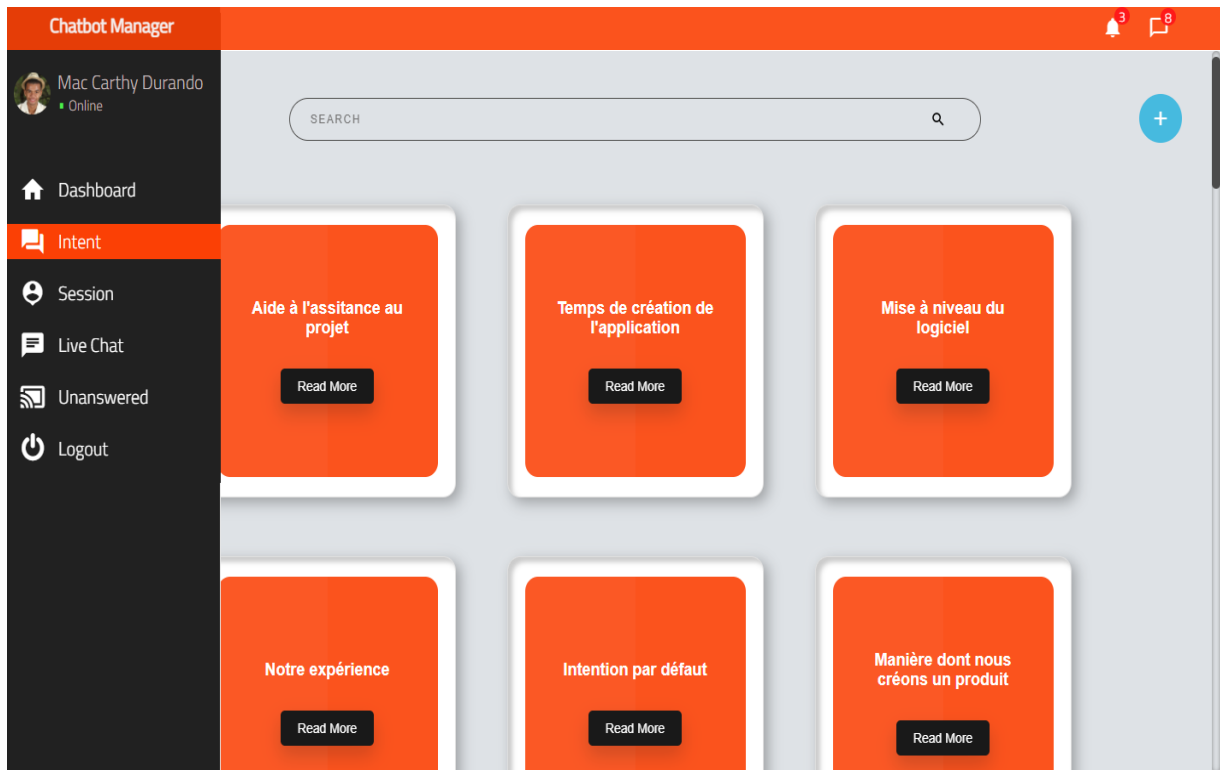 Chatbot Manager
3
8
Mac Carthy Durando
Online
SEARCH
+
Dashboard
Intent
Session
Live Chat
Unanswered
Logout
Aide à l'assitance au
projet
Read More
Temps de création de
l'application
Read More
Mise à niveau du
logiciel
Read More
Notre expérience
Read More
Intention par défaut
Read More
Manière dont nous
créons un produit
Read More